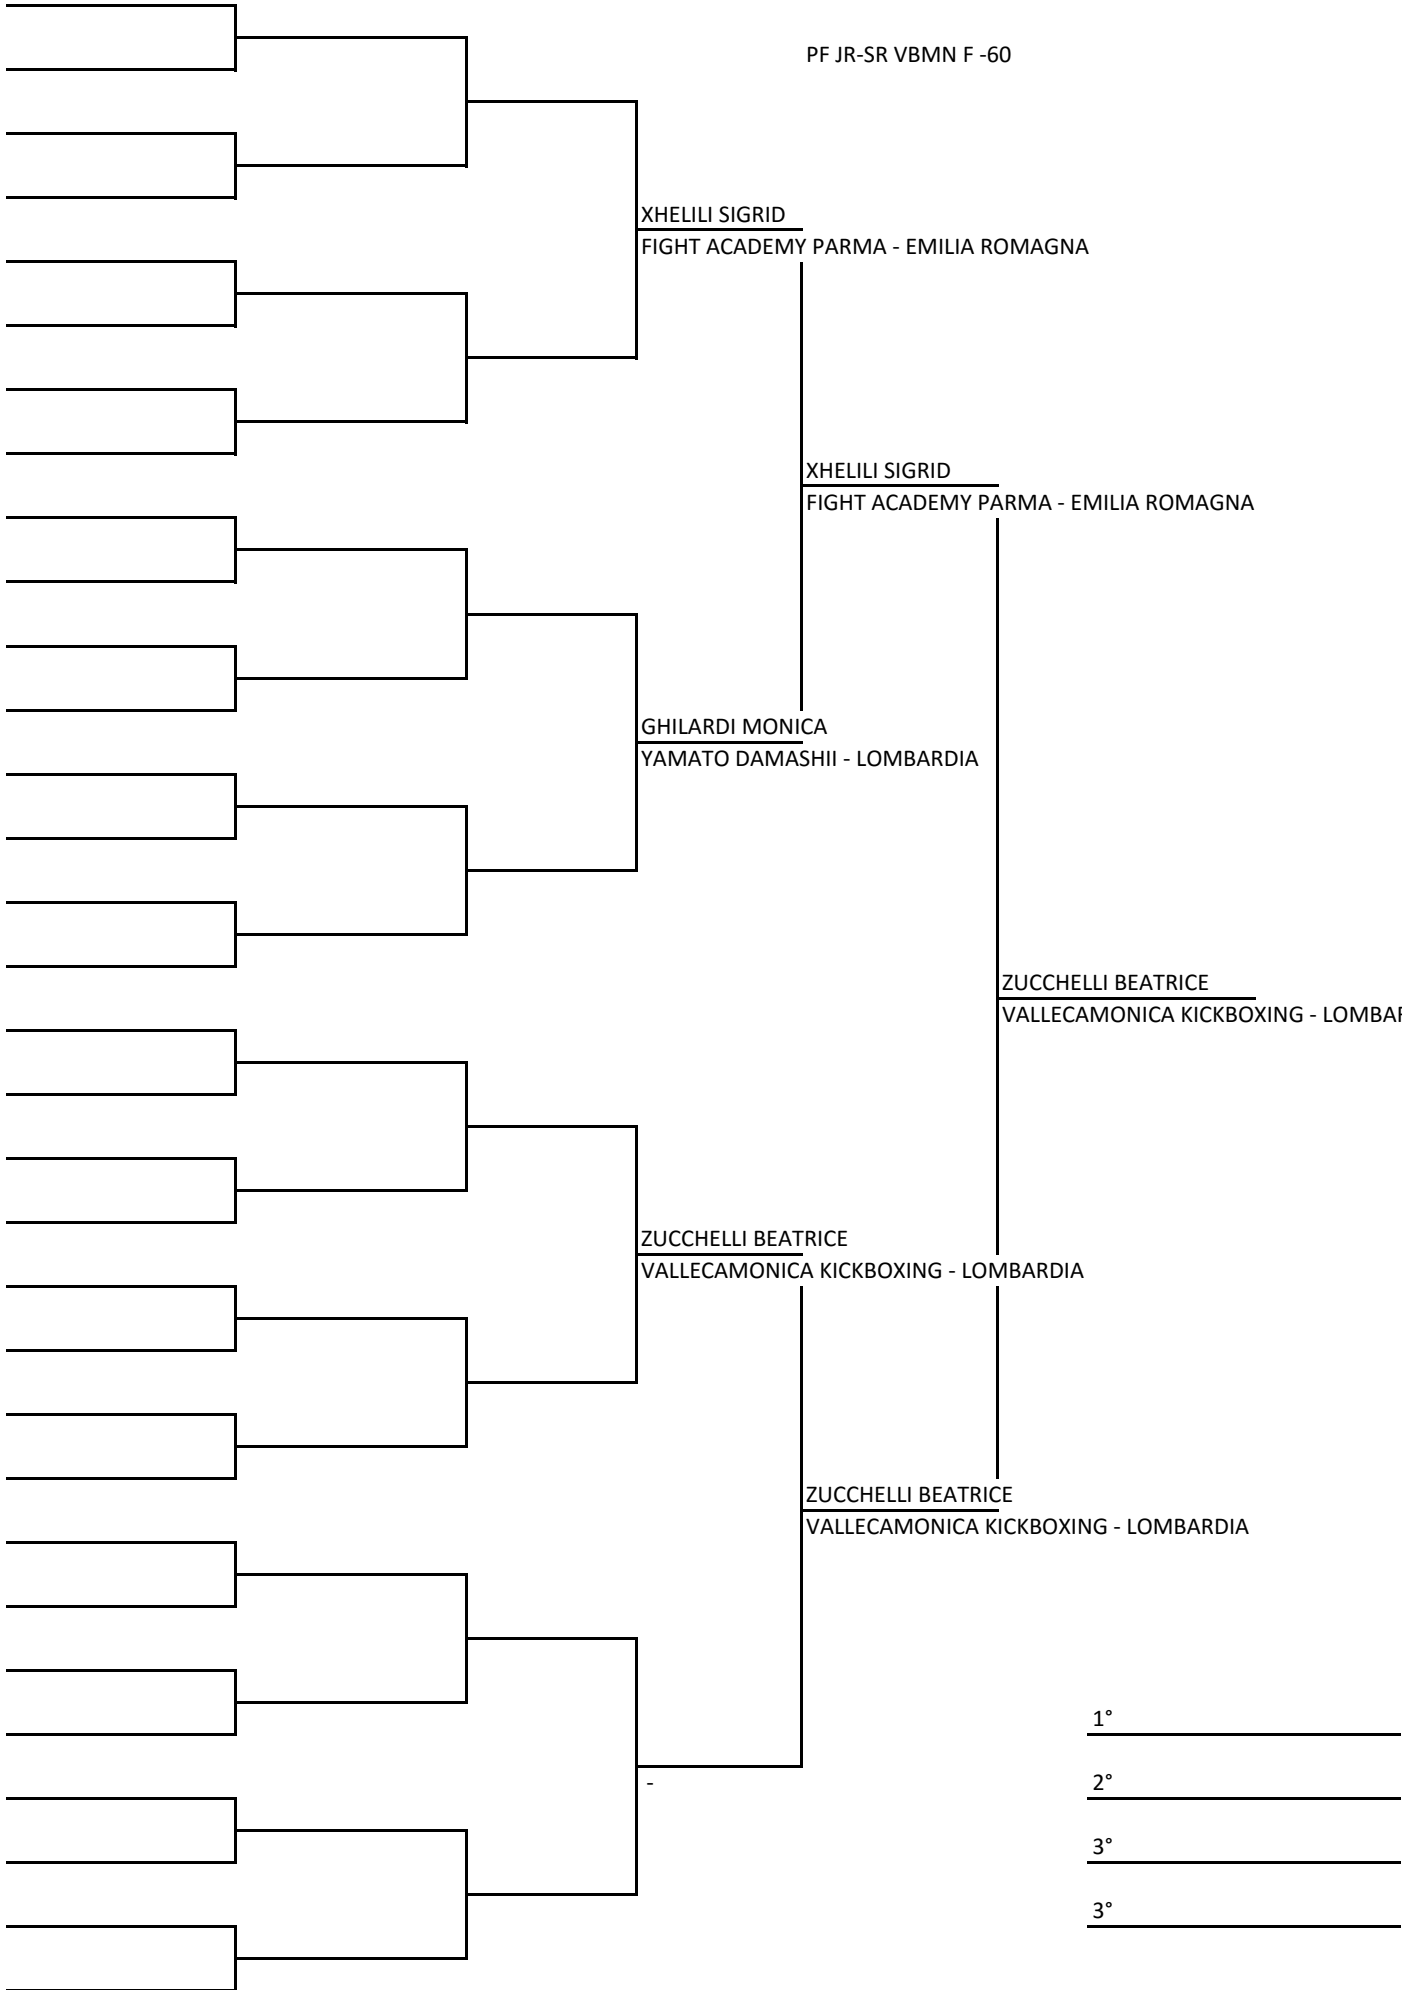 PF JR-SR VBMN F -60
XHELILI SIGRID
FIGHT ACADEMY PARMA - EMILIA ROMAGNA
XHELILI SIGRID
FIGHT ACADEMY PARMA - EMILIA ROMAGNA
GHILARDI MONICA
YAMATO DAMASHII - LOMBARDIA
ZUCCHELLI BEATRICE
VALLECAMONICA KICKBOXING - LOMBAR
ZUCCHELLI BEATRICE
VALLECAMONICA KICKBOXING - LOMBARDIA
ZUCCHELLI BEATRICE
VALLECAMONICA KICKBOXING - LOMBARDIA
1°
-
2°
3°
3°